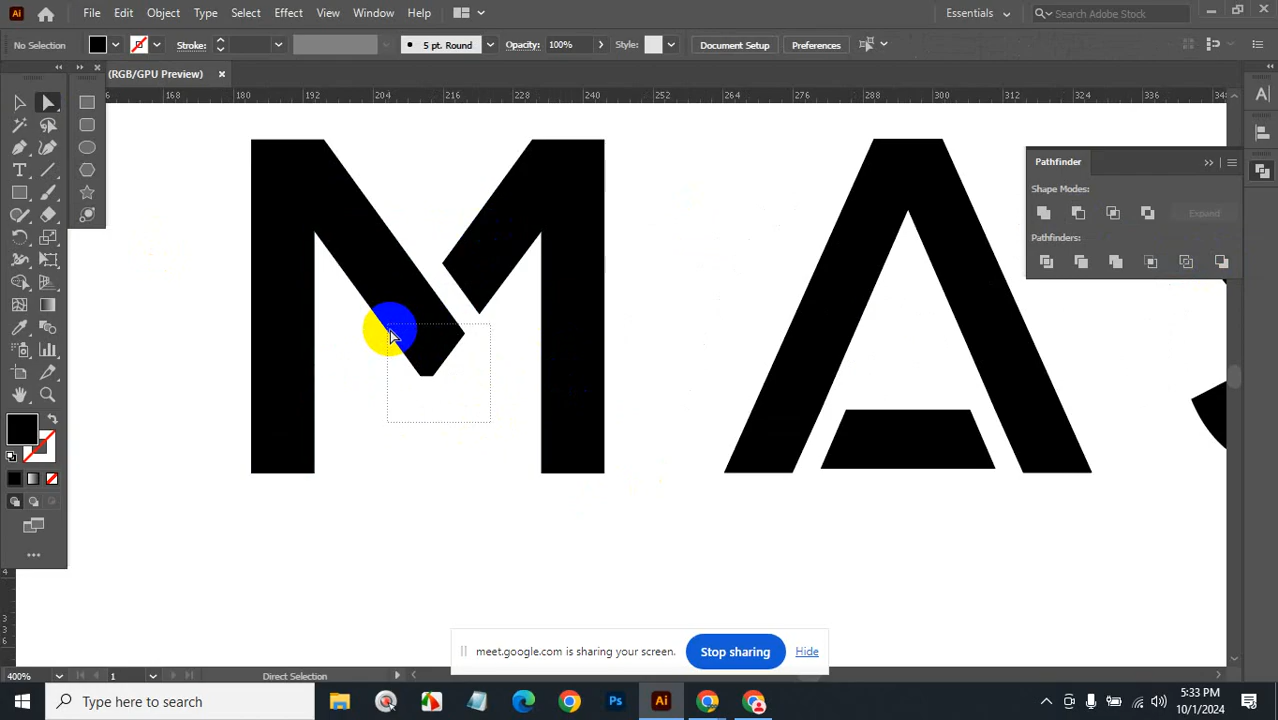 Ai File Edit Object Type Select Effect View Window Help Essentials Search Adobe Stock
No Selection Stroke: 5 pt. Round Opacity: 100% Style: Document Setup Preferences
(RGB/GPU Preview)
168 180 192 204 216 228 240 252 264 276 288 300 312 324 336
M A
Pathfinder
Shape Modes:
Expand
Pathfinders:
meet.google.com is sharing your screen. Stop sharing Hide
400% 1 Direct Selection
Type here to search Ps Ai 5:33 PM
10/1/2024